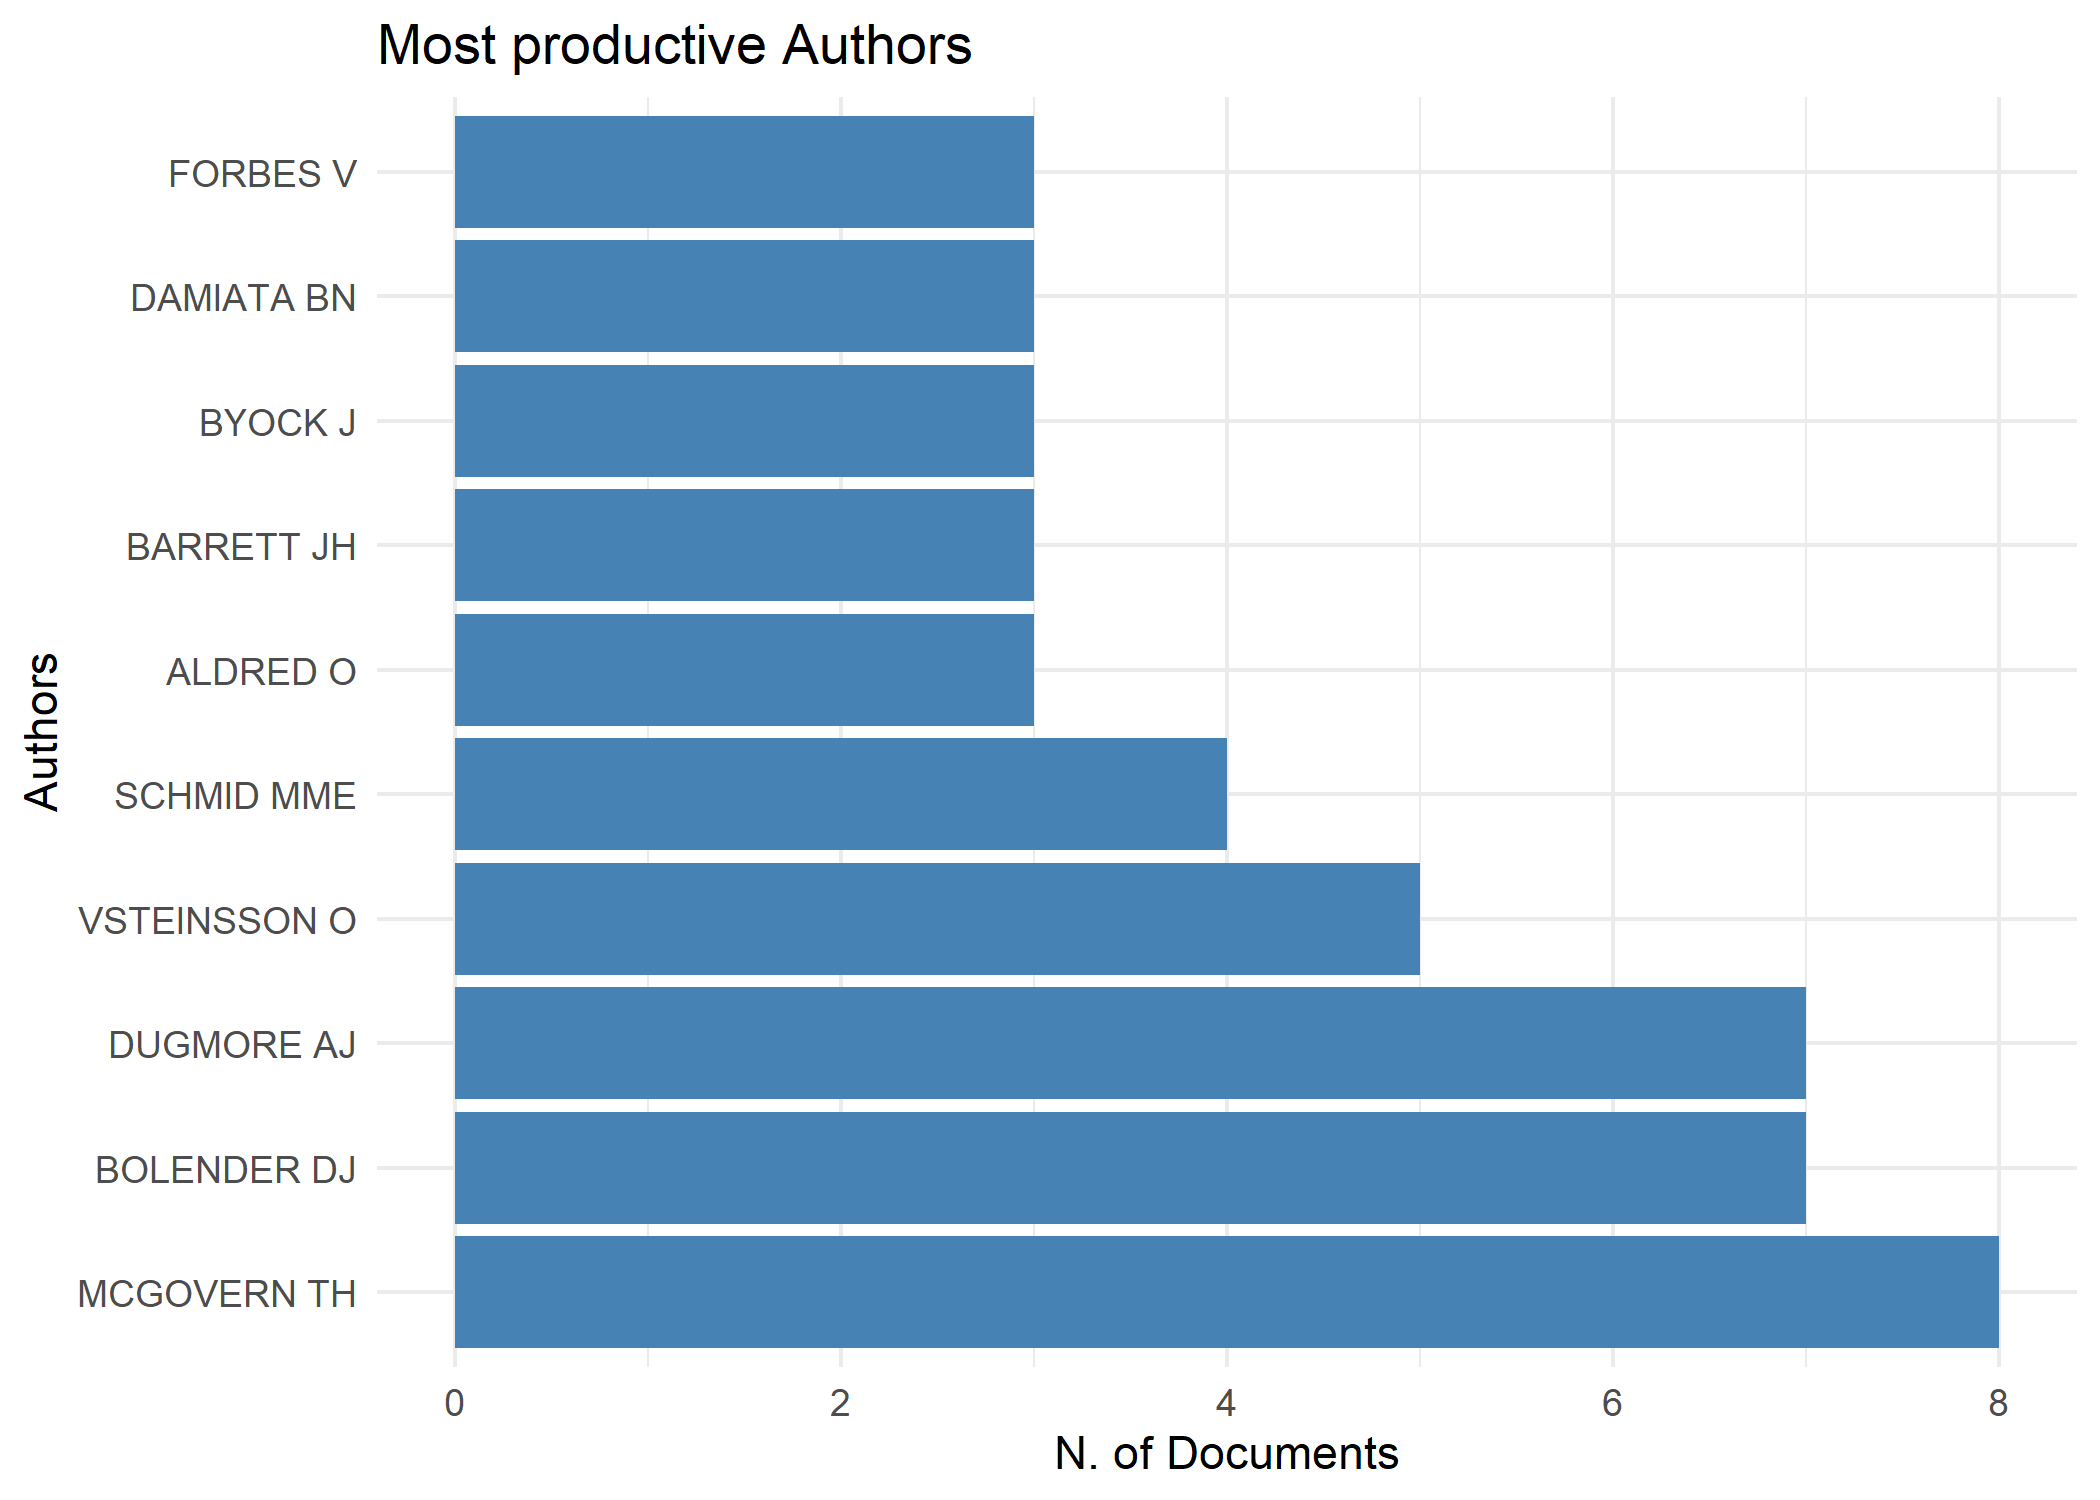 Most productive Authors
FORBES V
DAMIATA BN
BYOCK J
BARRETT JH
ALDRED O
SCHMID MME
VSTEINSSON O
DUGMORE AJ
BOLENDER DJ
MCGOVERN TH
Authors
0 2 4 6 8
N. of Documents